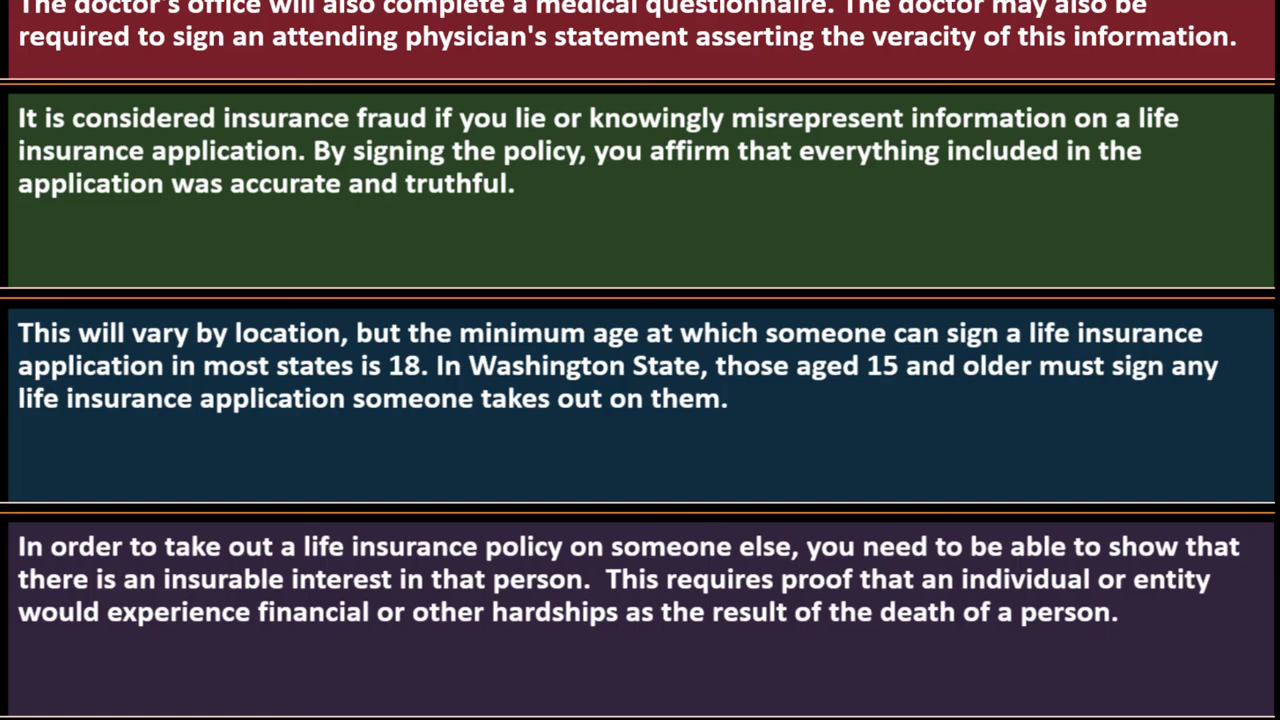 The doctor's office will also complete a medical questionnaire. The doctor may also be
required to sign an attending physician's statement asserting the veracity of this information.
It is considered insurance fraud if you lie or knowingly misrepresent information on a life
insurance application. By signing the policy, you affirm that everything included in the
application was accurate and truthful.
This will vary by location, but the minimum age at which someone can sign a life insurance
application in most states is 18. In Washington State, those aged 15 and older must sign any
life insurance application someone takes out on them.
In order to take out a life insurance policy on someone else, you need to be able to show that
there is an insurable interest in that person.  This requires proof that an individual or entity
would experience financial or other hardships as the result of the death of a person.